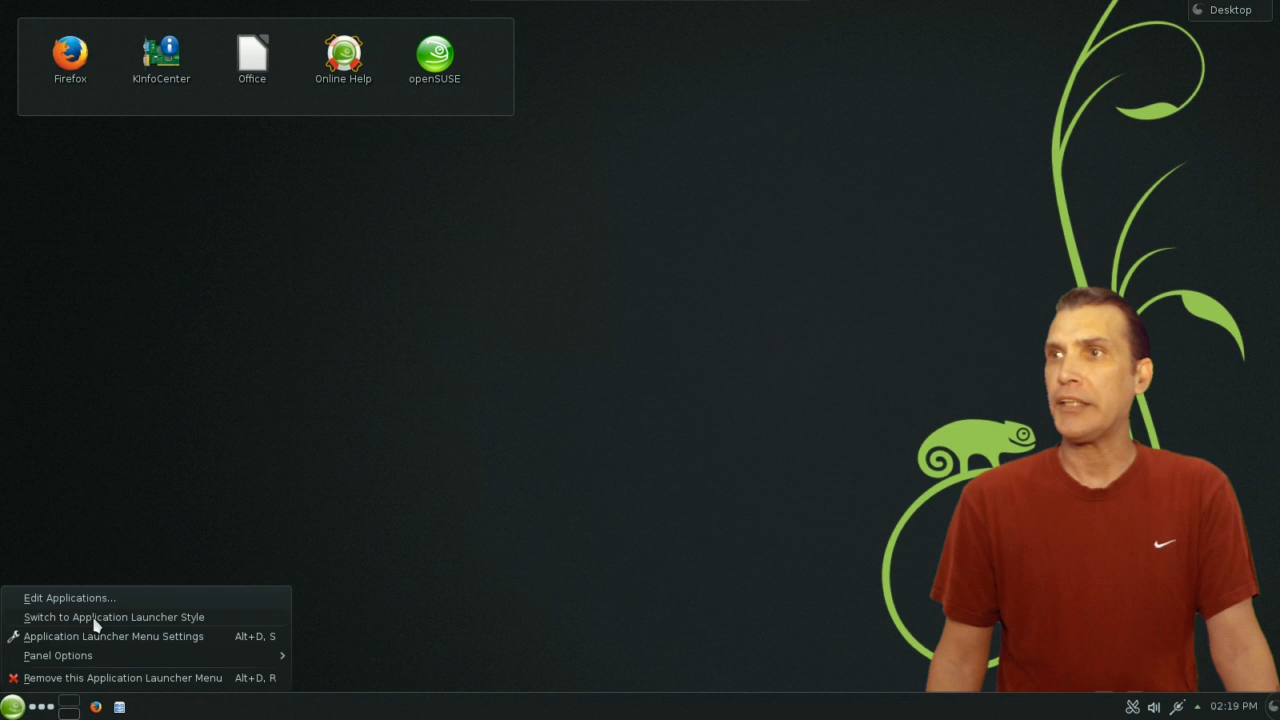 Desktop
Firefox
KInfoCenter
Office
Online Help
openSUSE
Edit Applications...
Switch to Application Launcher Style
Application Launcher Menu Settings Alt+D, S
Panel Options
Remove this Application Launcher Menu Alt+D, R
02:19 PM